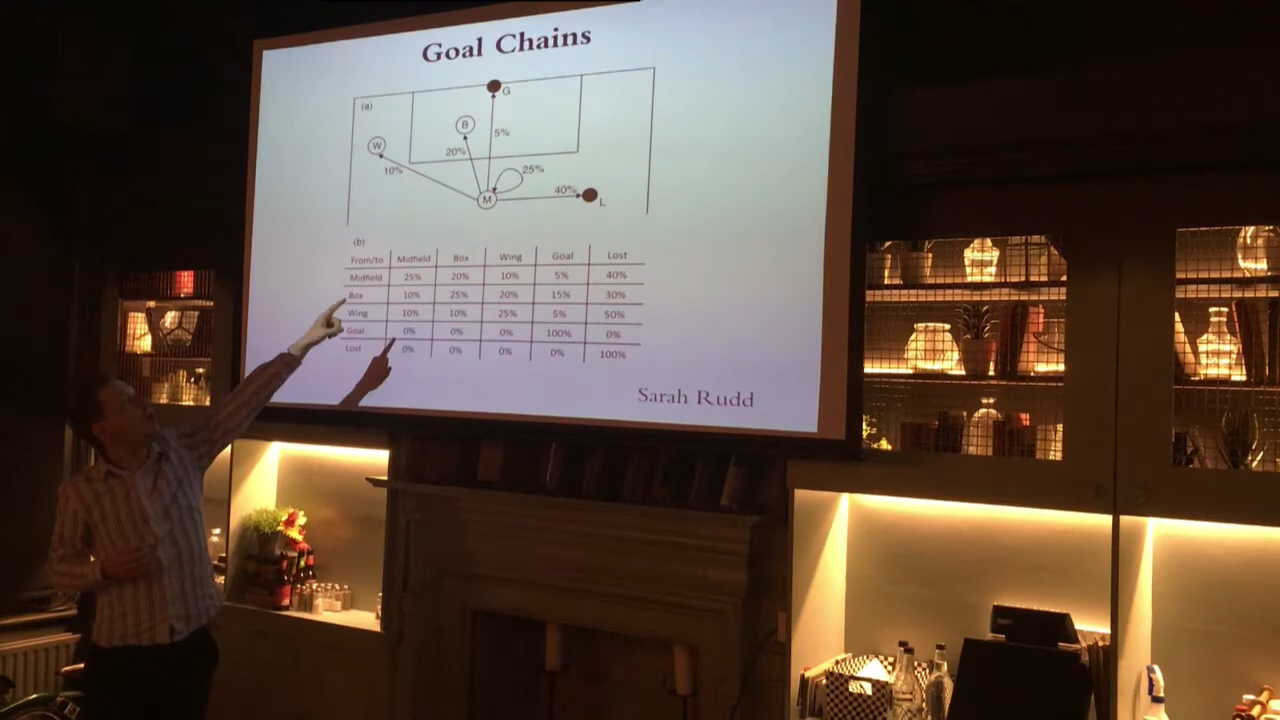 Goal Chains
(a)
G
B
5%
W
20%
10%
25%
M
40%
L
(b)
From/to Midfield Box Wing Goal Lost
Midfield 25% 20% 10% 5% 40%
Box 10% 25% 20% 15% 30%
Wing 10% 10% 25% 5% 50%
Goal 0% 0% 0% 100% 0%
Lost 0% 0% 0% 0% 100%
Sarah Rudd